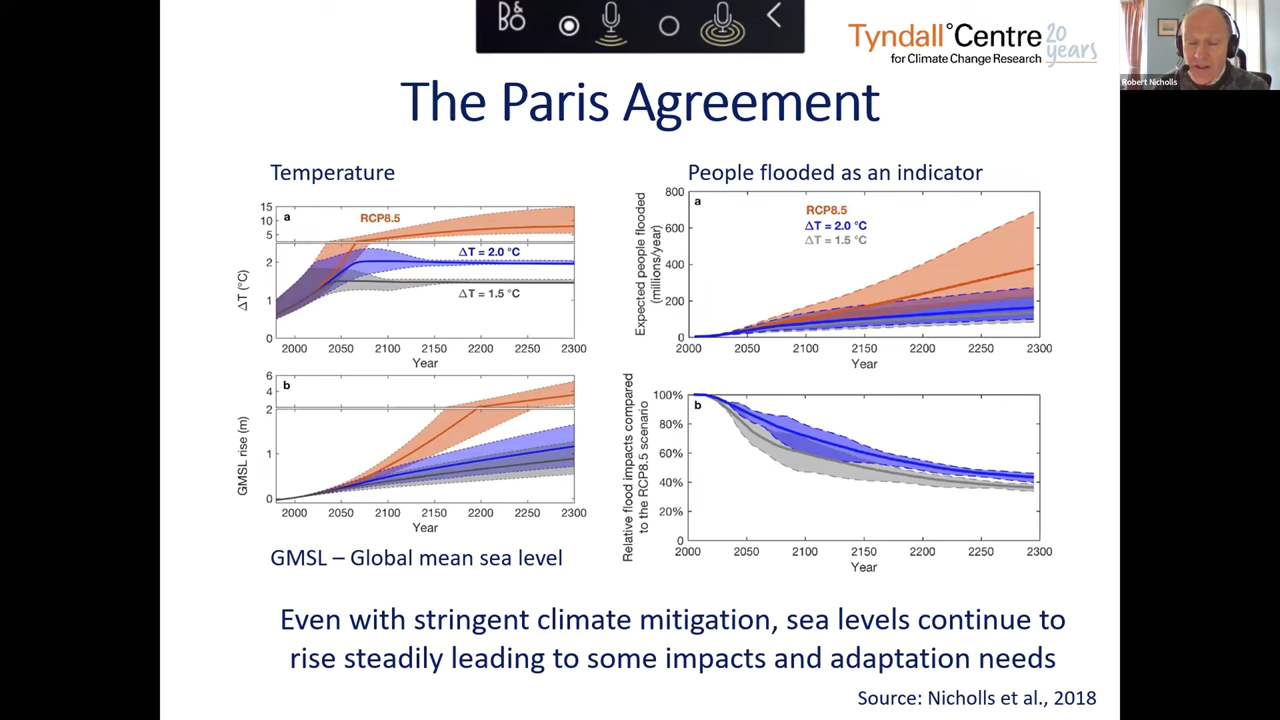 B&O
Tyndall°Centre
for Climate Change Research
20 years
Robert Nicholls
The Paris Agreement
Temperature
a
RCP8.5
ΔT = 2.0 °C
ΔT = 1.5 °C
15
10
5
2
1
0
ΔT (°C)
2000 2050 2100 2150 2200 2250 2300
Year
b
6
4
2
1
0
GMSL rise (m)
2000 2050 2100 2150 2200 2250 2300
Year
GMSL – Global mean sea level
People flooded as an indicator
a
RCP8.5
ΔT = 2.0 °C
ΔT = 1.5 °C
800
600
400
200
0
Expected people flooded
(millions/year)
2000 2050 2100 2150 2200 2250 2300
Year
b
100%
80%
60%
40%
20%
0
Relative flood impacts compared
to the RCP8.5 scenario
2000 2050 2100 2150 2200 2250 2300
Year
Even with stringent climate mitigation, sea levels continue to
rise steadily leading to some impacts and adaptation needs
Source: Nicholls et al., 2018